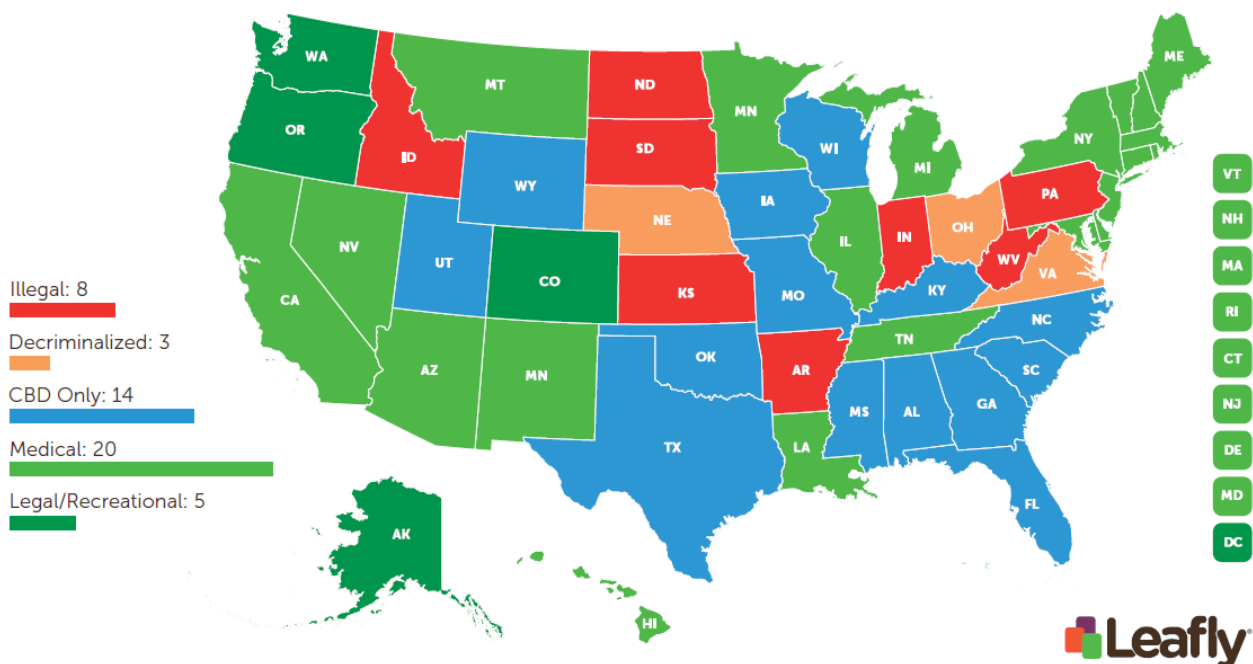 WA
MT
ND
MN
ME
OR
ID
SD
WI
MI
NY
WY
IA
NE
PA
NV
UT
CO
IL
IN
OH
WV
VA
CA
KS
MO
KY
AZ
MN
OK
AR
TN
NC
SC
TX
LA
MS
AL
GA
FL
AK
HI
Illegal: 8
Decriminalized: 3
CBD Only: 14
Medical: 20
Legal/Recreational: 5
VT
NH
MA
RI
CT
NJ
DE
MD
DC
Leafly